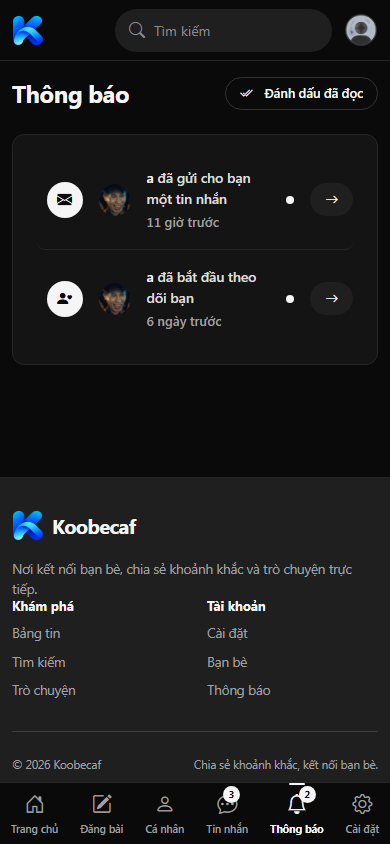 Tìm kiếm
Thông báo
Đánh dấu đã đọc
a đã gửi cho bạn
một tin nhắn
11 giờ trước
a đã bắt đầu theo
dõi bạn
6 ngày trước
Koobecaf
Nơi kết nối bạn bè, chia sẻ khoảnh khắc và trò chuyện trực
tiếp.
Khám phá
Bảng tin
Tìm kiếm
Trò chuyện
Tài khoản
Cài đặt
Bạn bè
Thông báo
© 2026 Koobecaf
Chia sẻ khoảnh khắc, kết nối bạn bè.
Trang chủ
Đăng bài
Cá nhân
3
Tin nhắn
2
Thông báo
Cài đặt